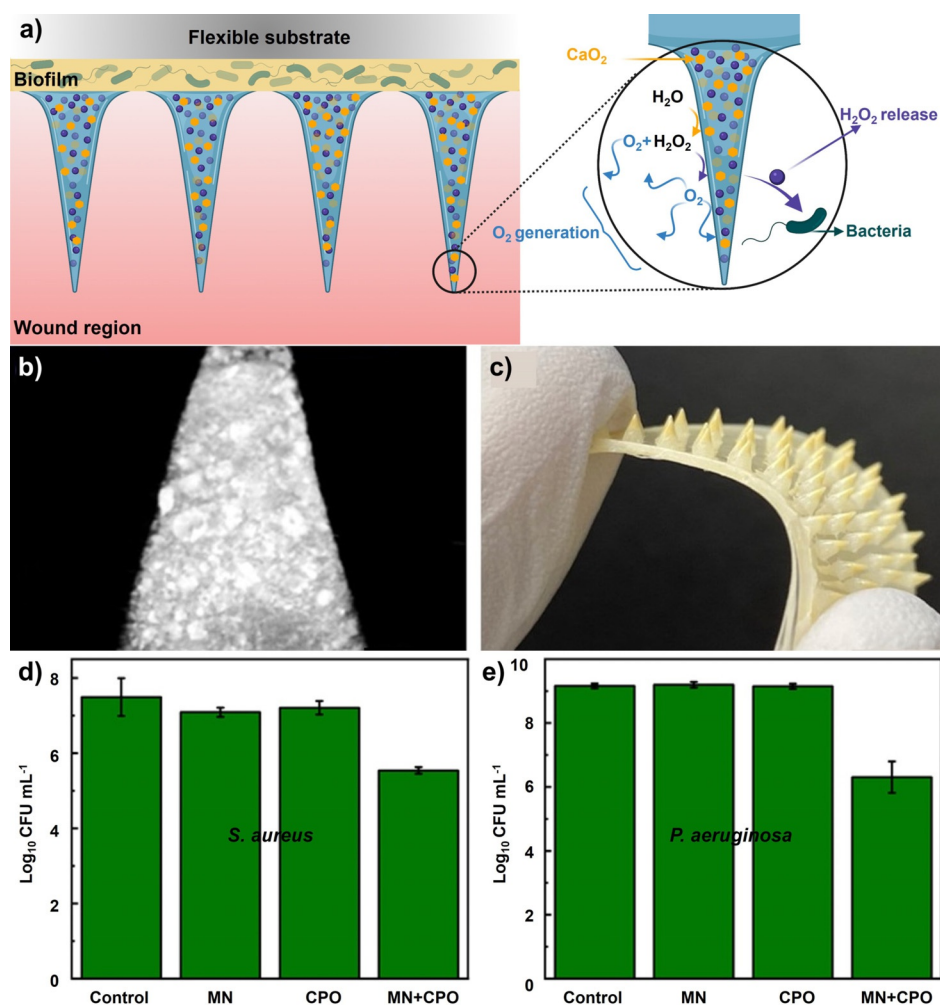 a)
Flexible substrate
Biofilm
Wound region
CaO₂
H₂O
O₂+ H₂O₂
O₂
O₂ generation
H₂O₂ release
Bacteria
b)
c)
d)
8
6
4
2
0
Log₁₀ CFU mL⁻¹
S. aureus
Control MN CPO MN+CPO
e)
10
8
6
4
2
0
Log₁₀ CFU mL⁻¹
P. aeruginosa
Control MN CPO MN+CPO